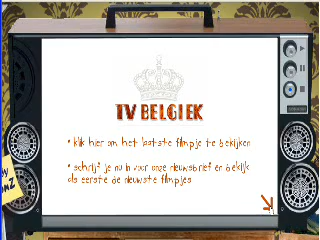 TV BELGIEK
* klik hier om het laatste filmpje te bekijken
* schrijf je nu in voor onze nieuwsbrief en bekijk
als eerste de nieuwste filmpjes